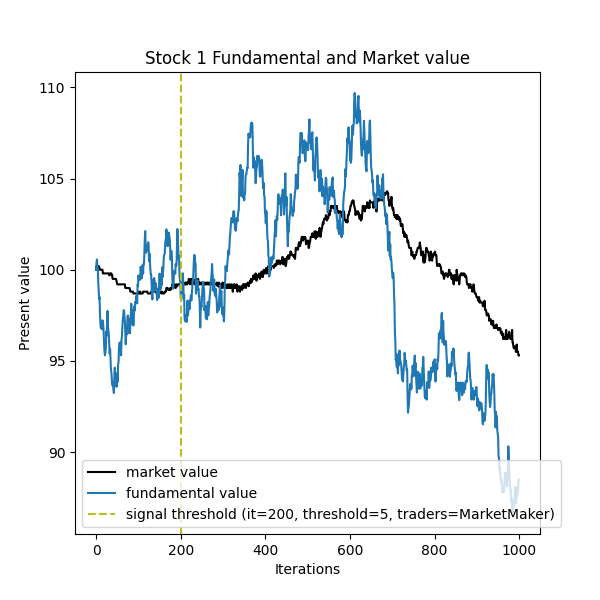 Stock 1 Fundamental and Market value
110
105
100
95
90
Present value
market value
fundamental value
signal threshold (it=200, threshold=5, traders=MarketMaker)
0 200 400 600 800 1000
Iterations